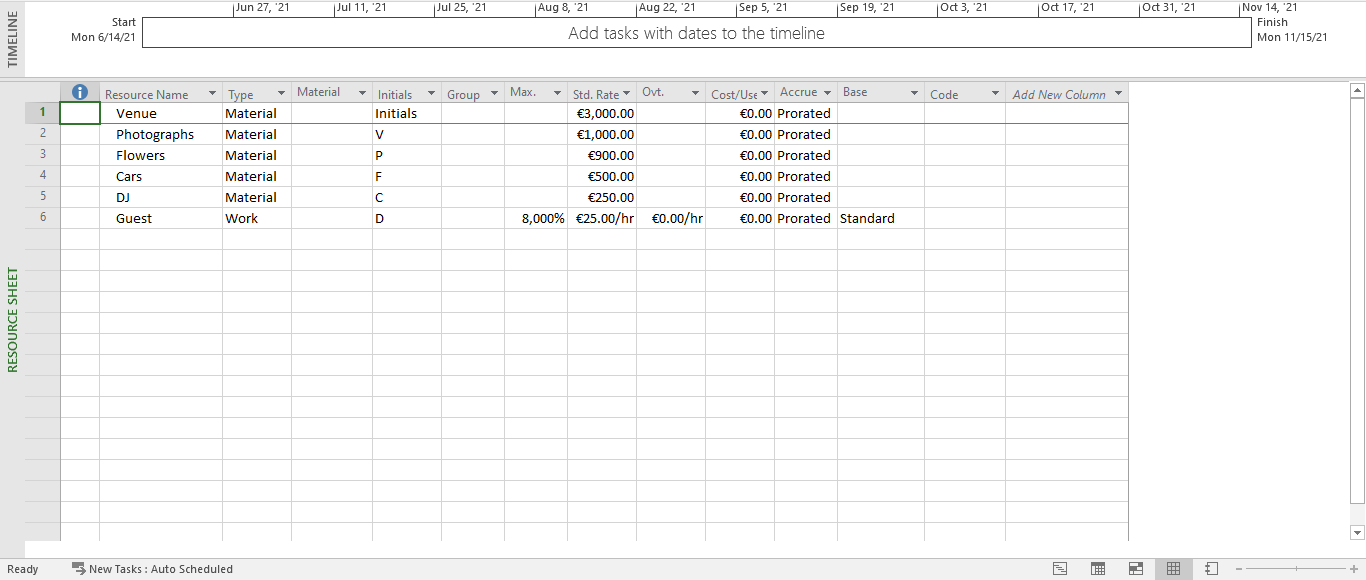 TIMELINE
Jun 27, '21 Jul 11, '21 Jul 25, '21 Aug 8, '21 Aug 22, '21 Sep 5, '21 Sep 19, '21 Oct 3, '21 Oct 17, '21 Oct 31, '21 Nov 14, '21
Start
Mon 6/14/21
Add tasks with dates to the timeline
Finish
Mon 11/15/21
RESOURCE SHEET
Resource Name Type Material Initials Group Max. Std. Rate Ovt. Cost/Use Accrue Base Code Add New Column
1 Venue Material Initials €3,000.00 €0.00 Prorated
2 Photographs Material V €1,000.00 €0.00 Prorated
3 Flowers Material P €900.00 €0.00 Prorated
4 Cars Material F €500.00 €0.00 Prorated
5 DJ Material C €250.00 €0.00 Prorated
6 Guest Work D 8,000% €25.00/hr €0.00/hr €0.00 Prorated Standard
Ready New Tasks : Auto Scheduled